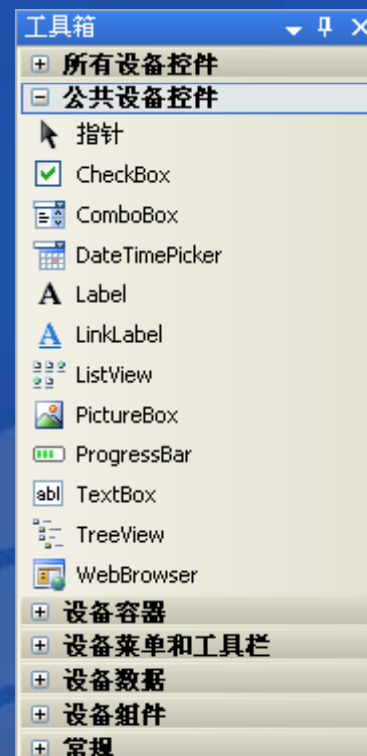 工具箱
所有设备控件
公共设备控件
指针
CheckBox
ComboBox
DateTimePicker
A Label
A LinkLabel
ListView
PictureBox
ProgressBar
abl TextBox
TreeView
WebBrowser
设备容器
设备菜单和工具栏
设备数据
设备组件
常规